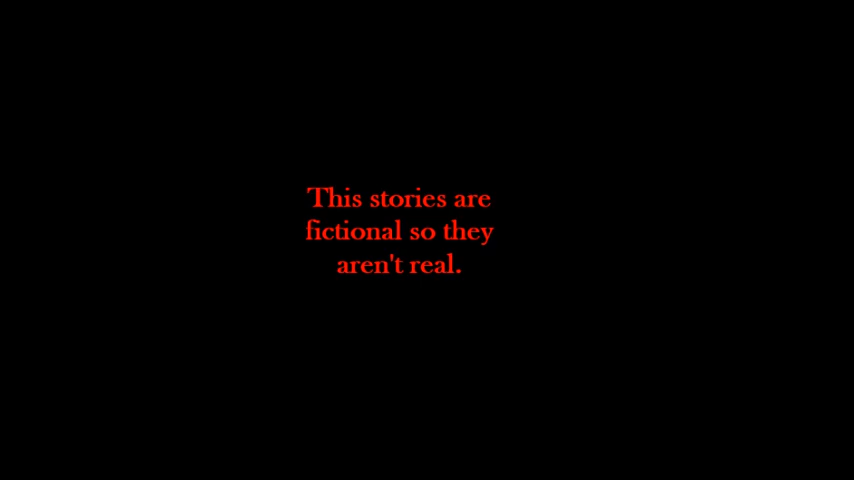 This stories are
fictional so they
aren't real.